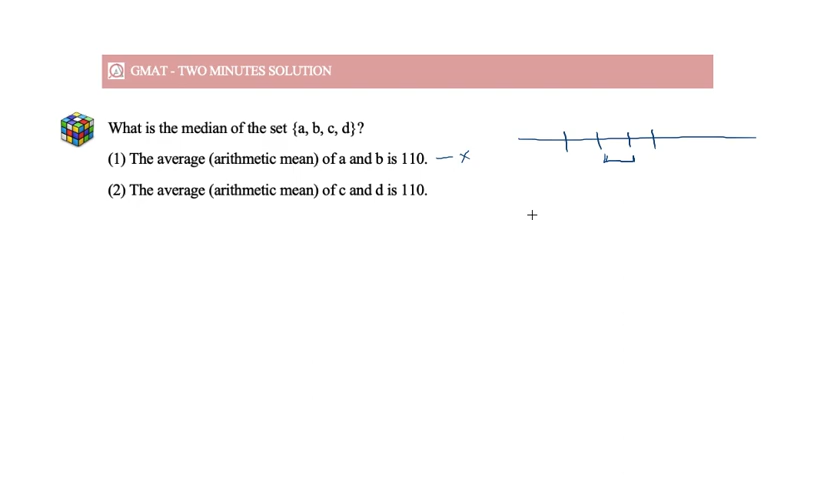 GMAT - TWO MINUTES SOLUTION
What is the median of the set {a, b, c, d}?
(1) The average (arithmetic mean) of a and b is 110. — x
(2) The average (arithmetic mean) of c and d is 110.